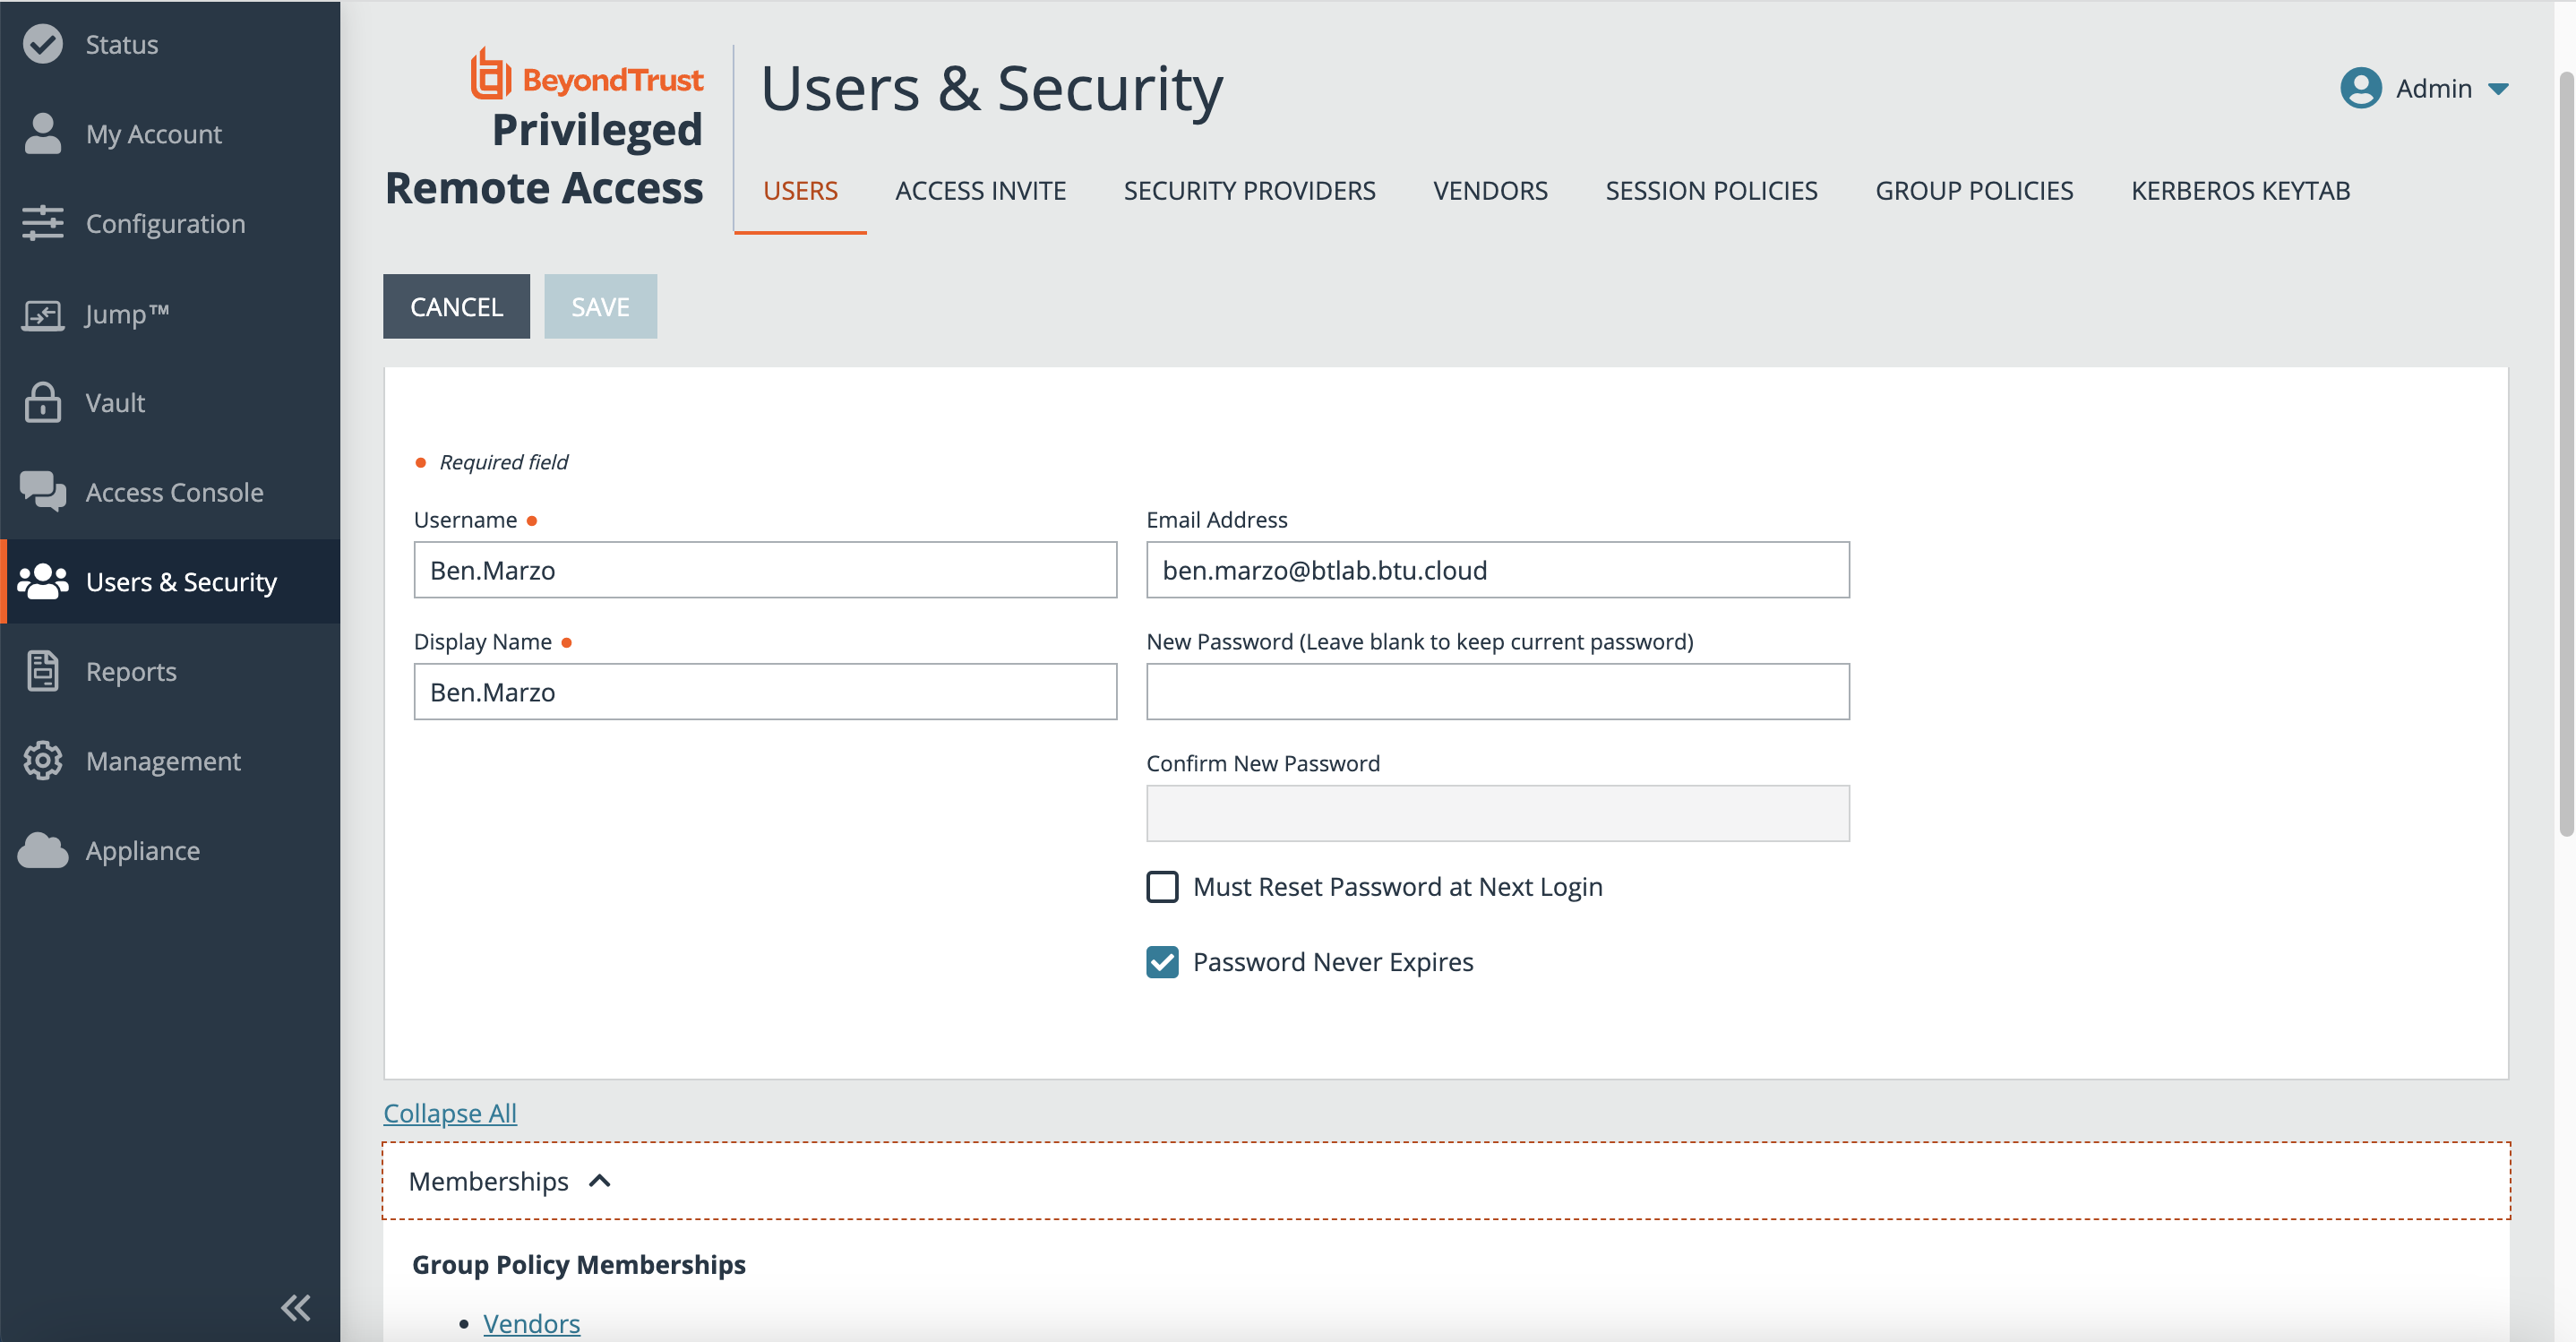 Status
My Account
Configuration
Jump™
Vault
Access Console
Users & Security
Reports
Management
Appliance
BeyondTrust
Privileged
Remote Access
Users & Security
Admin
USERS ACCESS INVITE SECURITY PROVIDERS VENDORS SESSION POLICIES GROUP POLICIES KERBEROS KEYTAB
CANCEL SAVE
Required field
Username
Ben.Marzo
Email Address
ben.marzo@btlab.btu.cloud
Display Name
Ben.Marzo
New Password (Leave blank to keep current password)
Confirm New Password
Must Reset Password at Next Login
Password Never Expires
Collapse All
Memberships
Group Policy Memberships
• Vendors